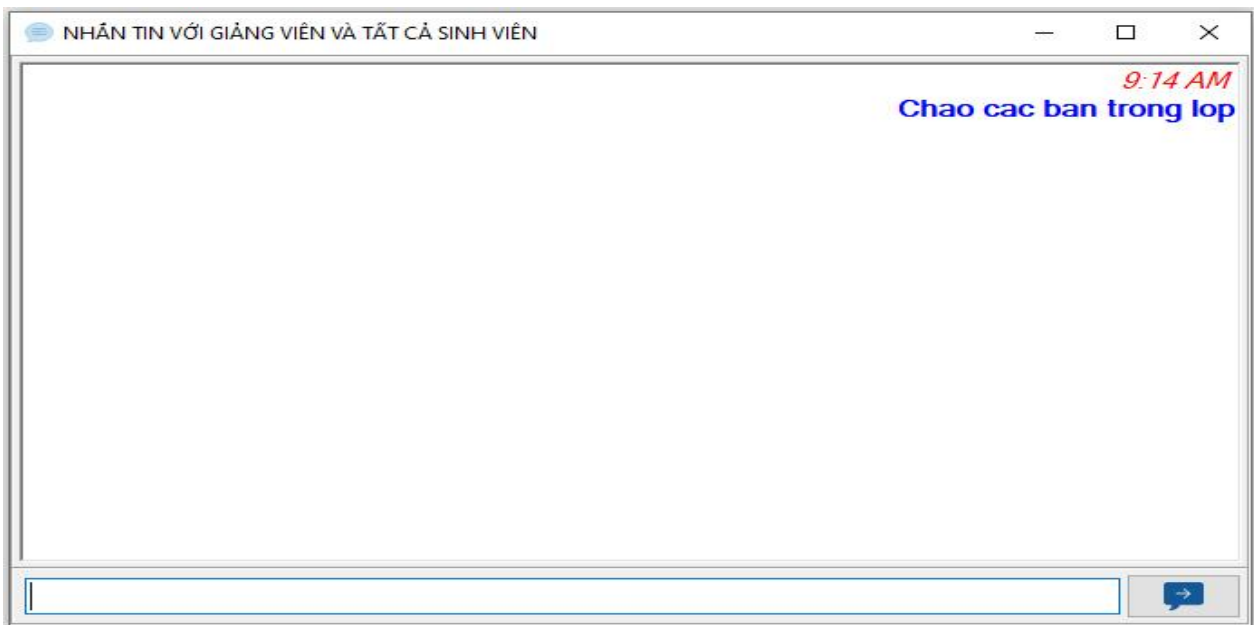 NHẮN TIN VỚI GIẢNG VIÊN VÀ TẤT CẢ SINH VIÊN
9:14 AM
Chao cac ban trong lop